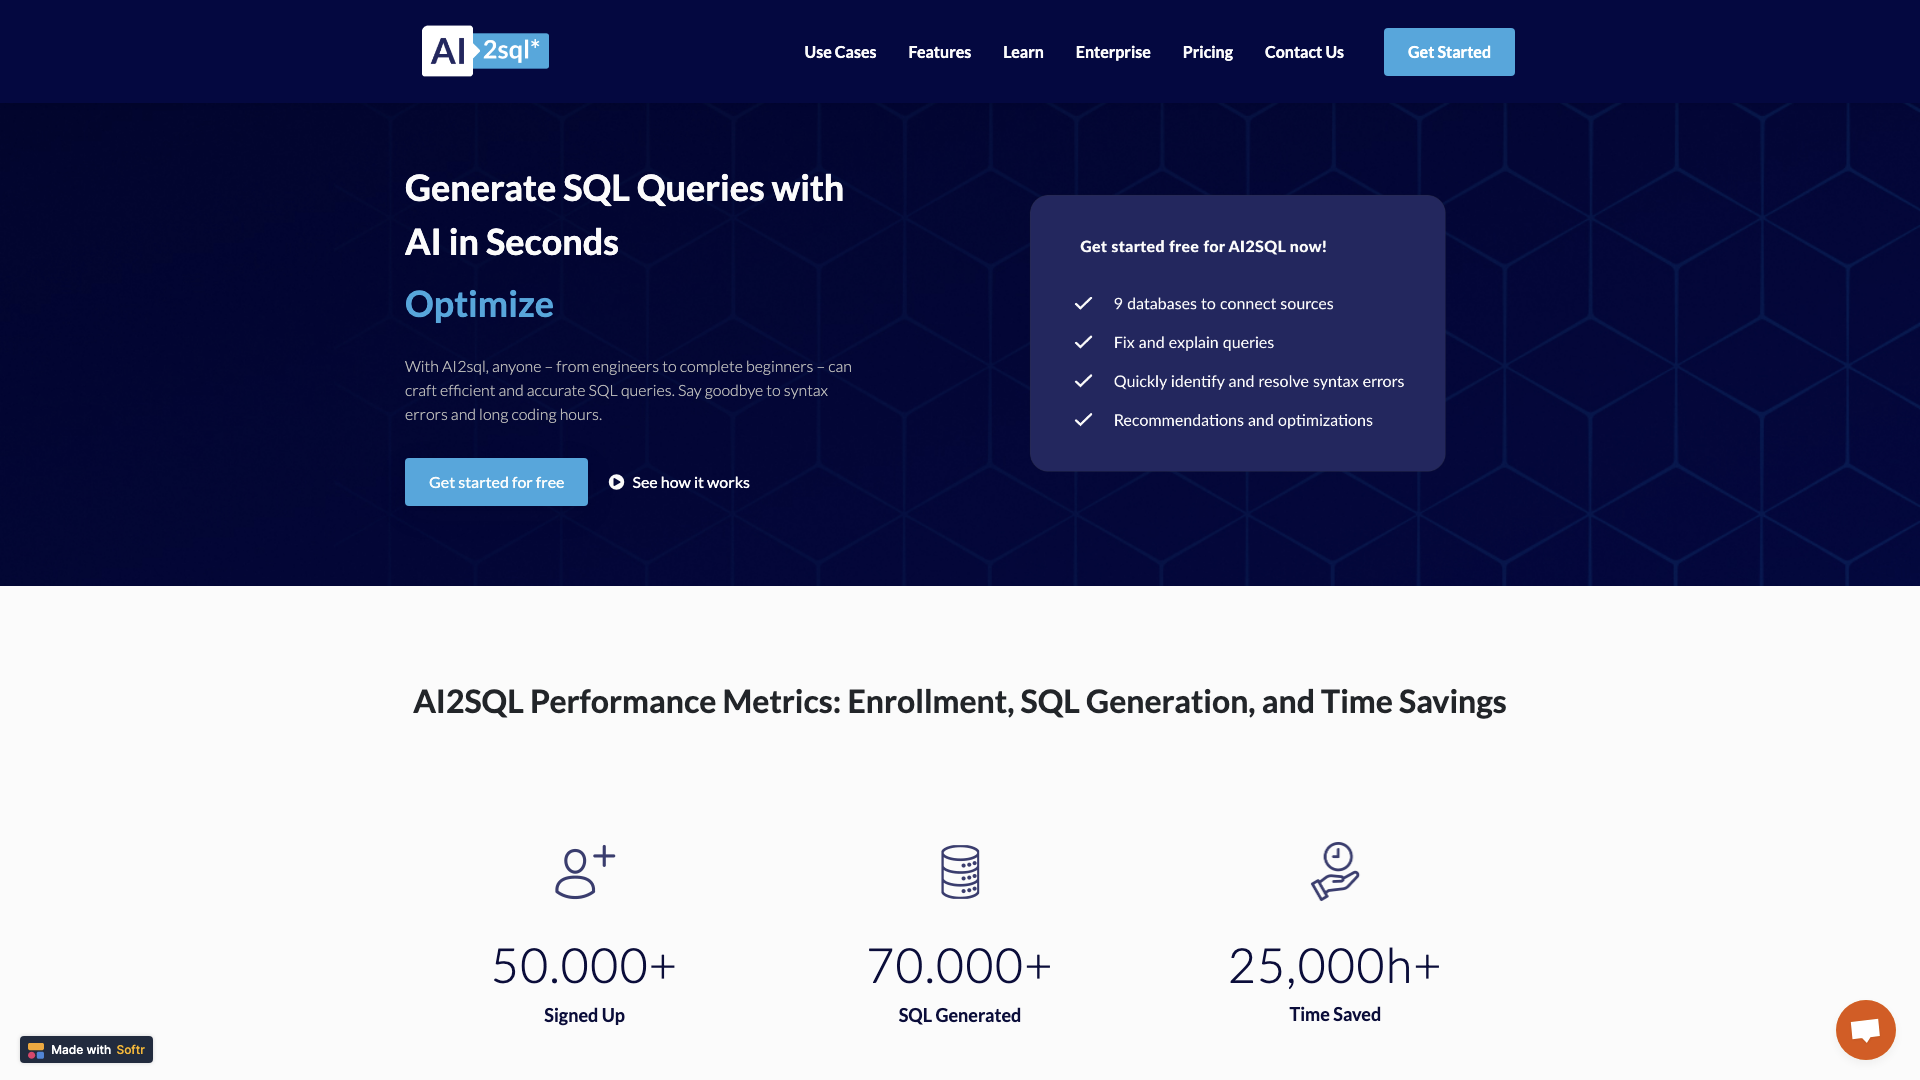 AI 2sql*
Use Cases
Features
Learn
Enterprise
Pricing
Contact Us
Get Started
Generate SQL Queries with
AI in Seconds
Optimize
With AI2sql, anyone – from engineers to complete beginners – can
craft efficient and accurate SQL queries. Say goodbye to syntax
errors and long coding hours.
Get started for free
See how it works
Get started free for AI2SQL now!
9 databases to connect sources
Fix and explain queries
Quickly identify and resolve syntax errors
Recommendations and optimizations
AI2SQL Performance Metrics: Enrollment, SQL Generation, and Time Savings
50.000+
Signed Up
70.000+
SQL Generated
25,000h+
Time Saved
Made with Softr